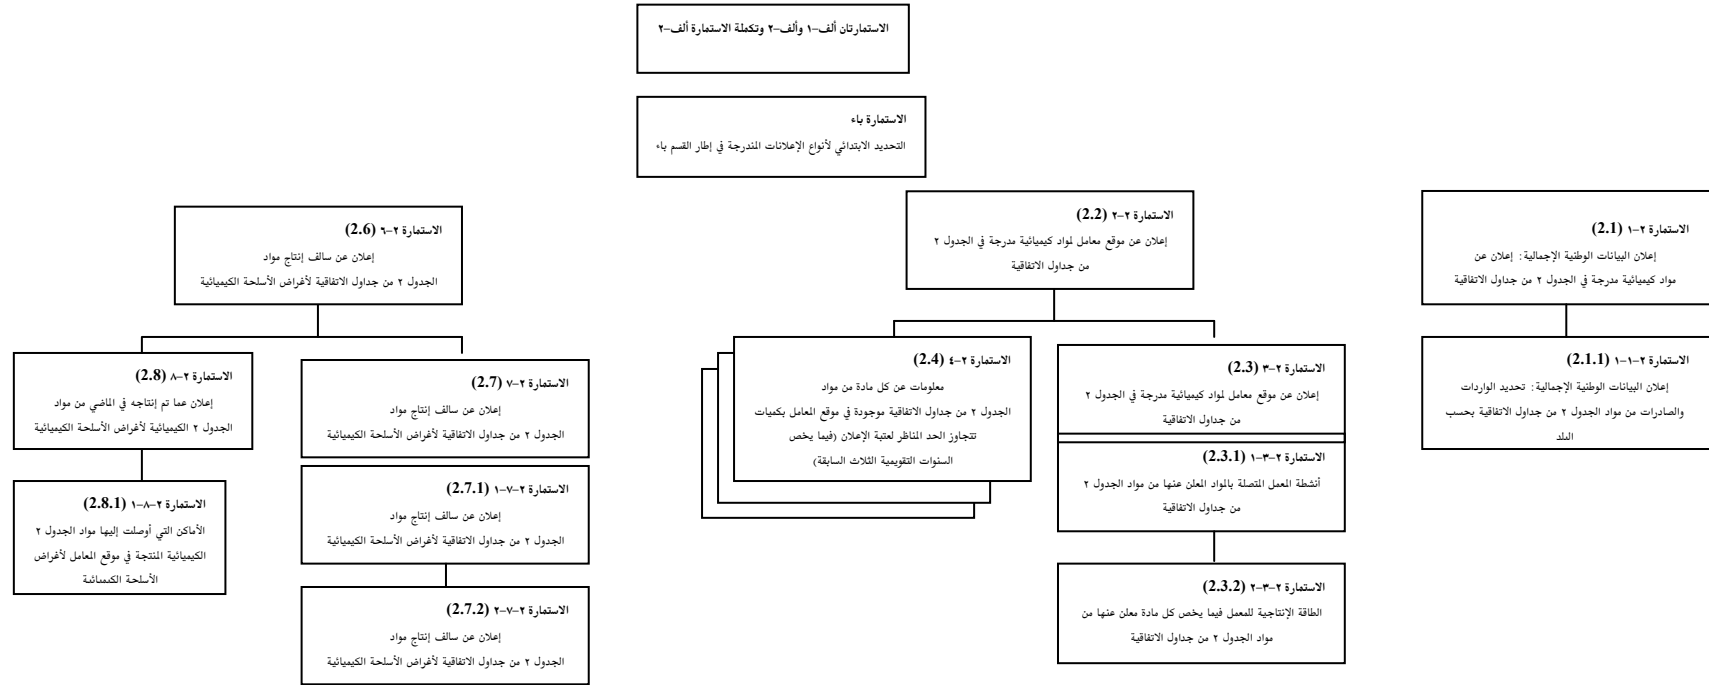 الاستمارتان ألف-١ وألف-٢ وتكملة الاستمارة ألف-٢
الاستمارة باء
التحديد الابتدائي لأنواع الإعلانات المندرجة في إطار القسم باء
الاستمارة ٢-١ (2.1)
إعلان البيانات الوطنية الإجمالية: إعلان عن
مواد كيميائية مدرجة في الجدول ٢ من جداول الاتفاقية
الاستمارة ٢-١-١ (2.1.1)
إعلان البيانات الوطنية الإجمالية: تحديد الواردات
والصادرات من مواد الجدول ٢ من جداول الاتفاقية بحسب
البلد
الاستمارة ٢-٢ (2.2)
إعلان عن موقع معامل لمواد كيميائية مدرجة في الجدول ٢
من جداول الاتفاقية
الاستمارة ٢-٣ (2.3)
إعلان عن موقع معامل لمواد كيميائية مدرجة في الجدول ٢
من جداول الاتفاقية
الاستمارة ٢-٣-١ (2.3.1)
أنشطة المعمل المتصلة بالمواد المعلن عنها من مواد الجدول ٢
من جداول الاتفاقية
الاستمارة ٢-٣-٢ (2.3.2)
الطاقة الإنتاجية للمعمل فيما يخص كل مادة معلن عنها من
مواد الجدول ٢ من جداول الاتفاقية
الاستمارة ٢-٤ (2.4)
معلومات عن كل مادة من مواد
الجدول ٢ من جداول الاتفاقية موجودة في موقع المعامل بكميات
تتجاوز الحد المناظر لعتبة الإعلان (فيما يخص
السنوات التقويمية الثلاث السابقة)
الاستمارة ٢-٦ (2.6)
إعلان عن سالف إنتاج مواد
الجدول ٢ من جداول الاتفاقية لأغراض الأسلحة الكيميائية
الاستمارة ٢-٧ (2.7)
إعلان عن سالف إنتاج مواد
الجدول ٢ من جداول الاتفاقية لأغراض الأسلحة الكيميائية
الاستمارة ٢-٧-١ (2.7.1)
إعلان عن سالف إنتاج مواد
الجدول ٢ من جداول الاتفاقية لأغراض الأسلحة الكيميائية
الاستمارة ٢-٧-٢ (2.7.2)
إعلان عن سالف إنتاج مواد
الجدول ٢ من جداول الاتفاقية لأغراض الأسلحة الكيميائية
الاستمارة ٢-٨ (2.8)
إعلان عما تم إنتاجه في الماضي من مواد
الجدول ٢ الكيميائية لأغراض الأسلحة الكيميائية
الاستمارة ٢-٨-١ (2.8.1)
الأماكن التي أوصلت إليها مواد الجدول ٢
الكيميائية المنتجة في موقع المعامل لأغراض
الأسلحة الكيميائية